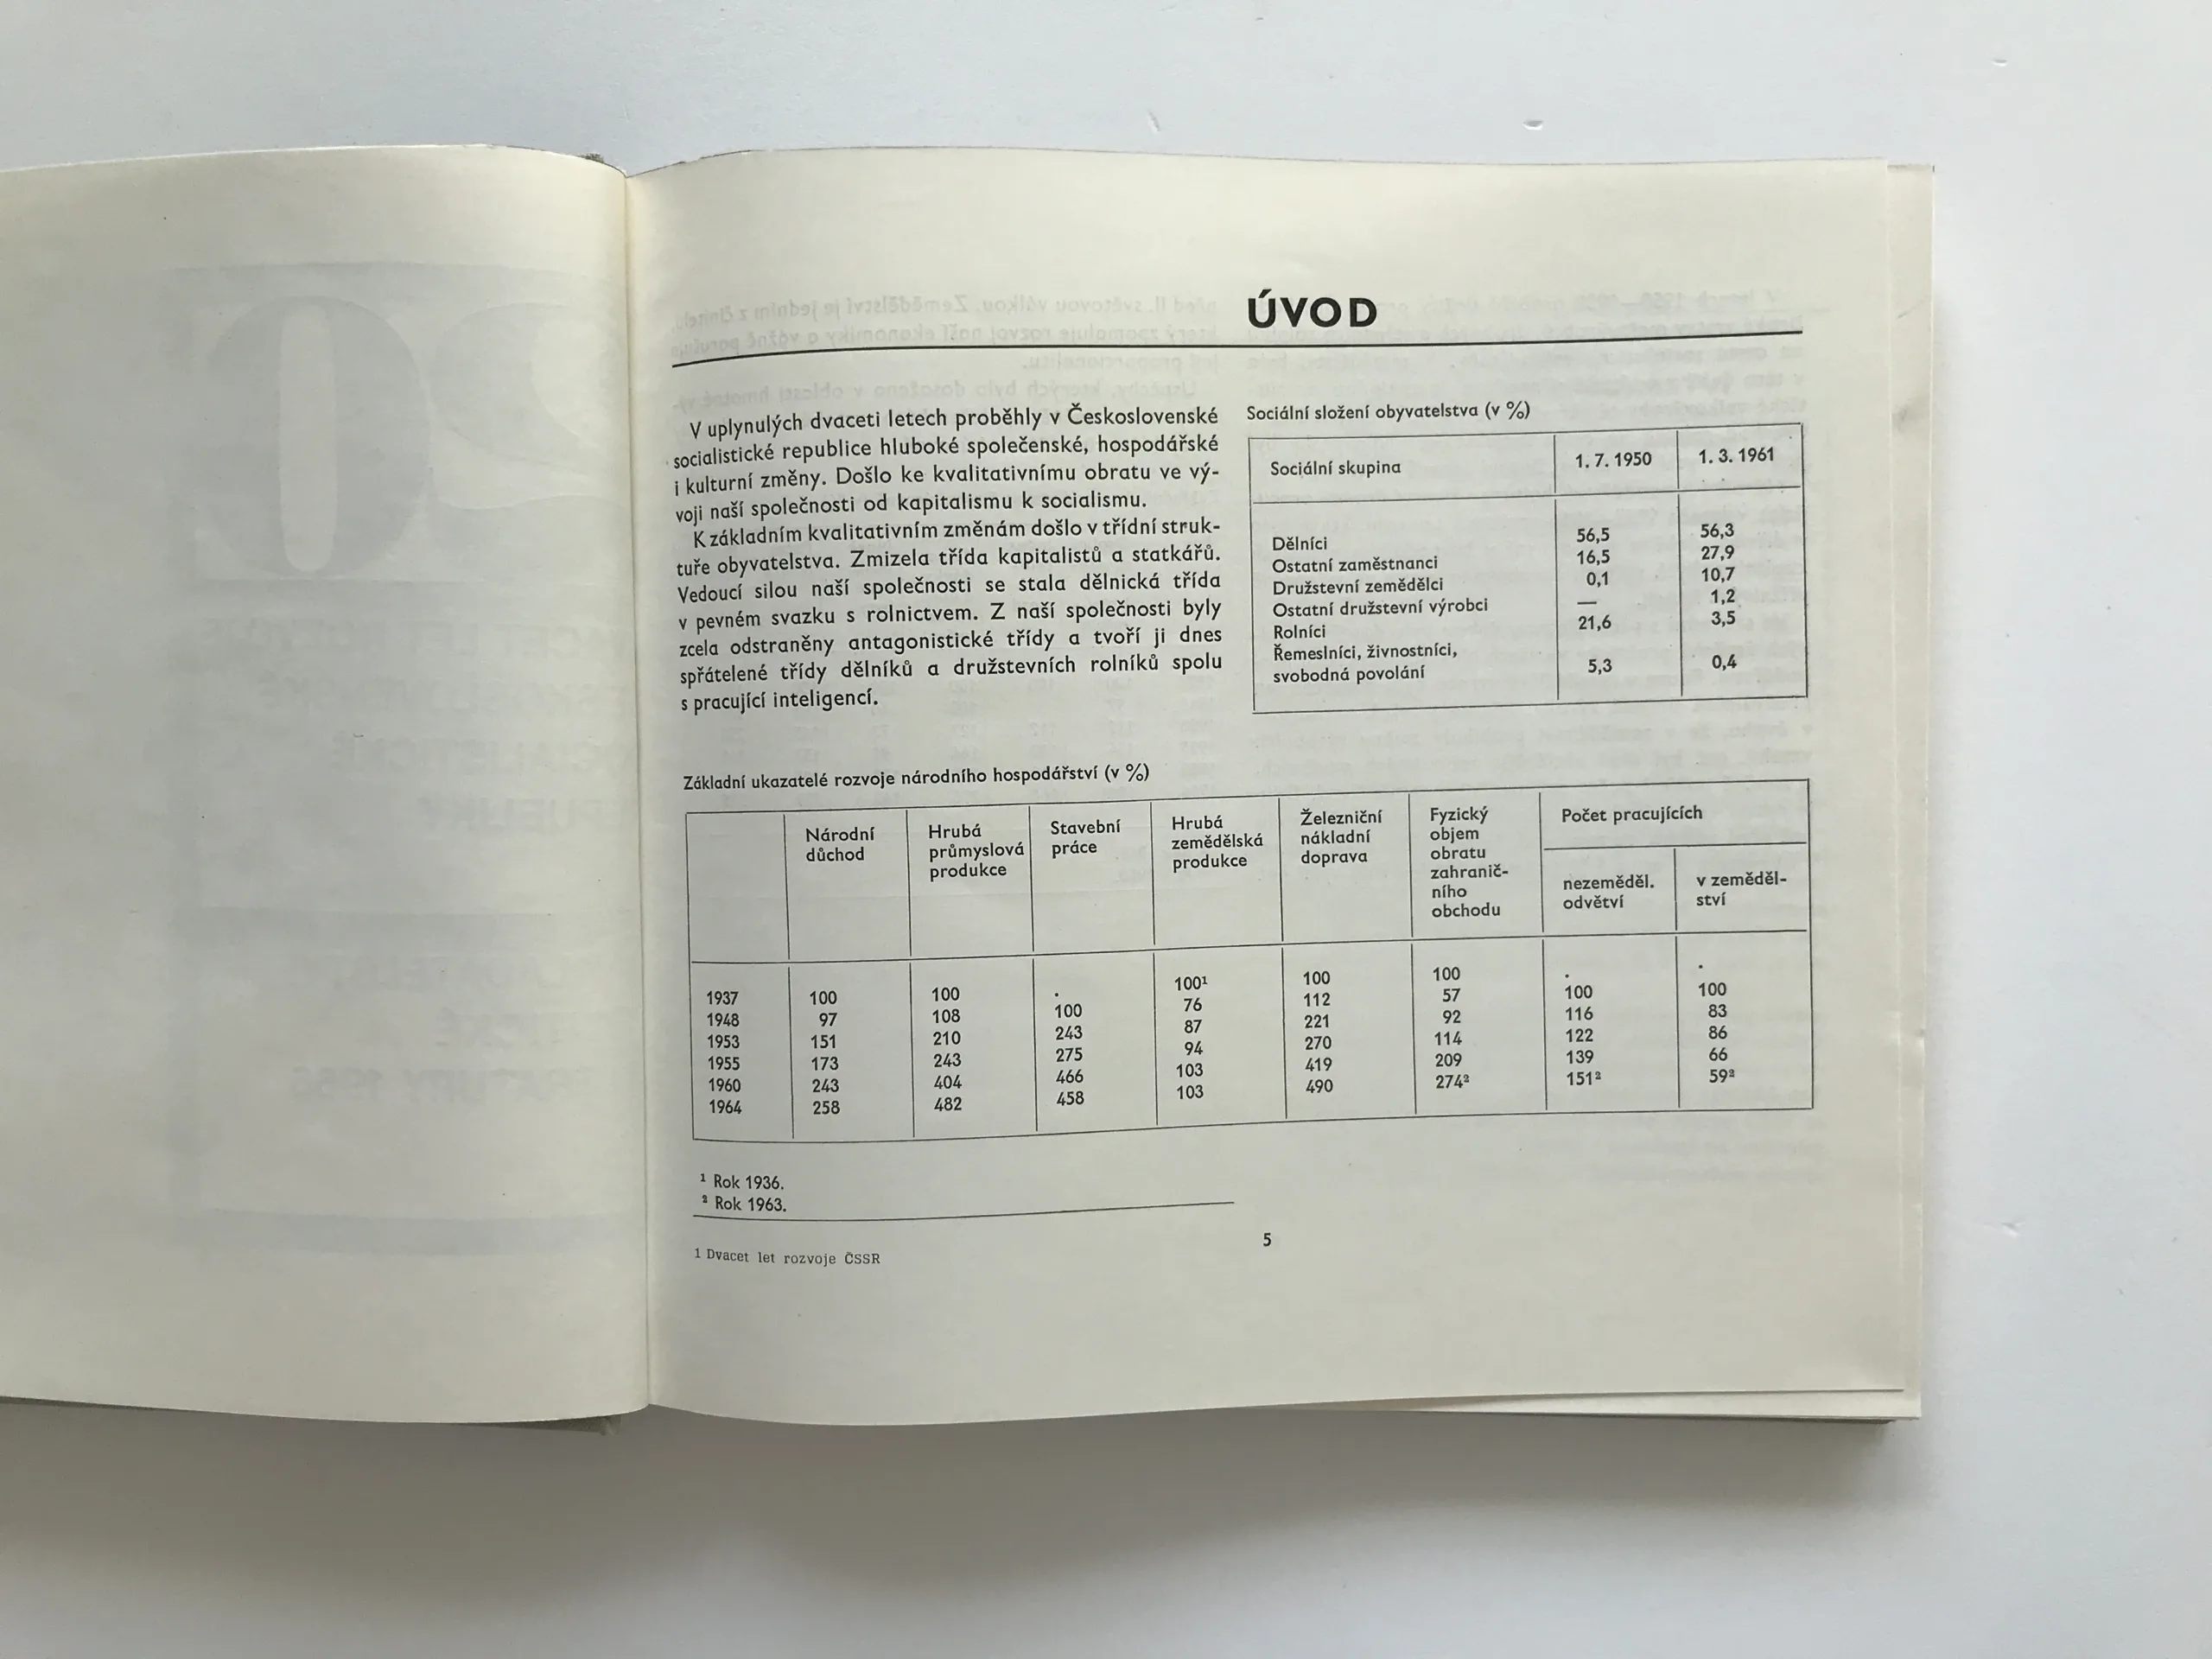 ÚVOD
V uplynulých dvaceti letech proběhly v Československé
socialistické republice hluboké společenské, hospodářské
i kulturní změny. Došlo ke kvalitativnímu obratu ve vý-
voji naší společnosti od kapitalismu k socialismu.
K základním kvalitativním změnám došlo v třídní struk-
tuře obyvatelstva. Zmizela třída kapitalistů a statkářů.
Vedoucí silou naší společnosti se stala dělnická třída
v pevném svazku s rolnictvem. Z naší společnosti byly
zcela odstraněny antagonistické třídy a tvoří ji dnes
spřátelené třídy dělníků a družstevních rolníků spolu
s pracující inteligencí.
Sociální složení obyvatelstva (v %)
Sociální skupina 1. 7. 1950 1. 3. 1961
Dělníci 56,5 56,3
Ostatní zaměstnanci 16,5 27,9
Družstevní zemědělci 0,1 10,7
Ostatní družstevní výrobci — 1,2
Rolníci 21,6 3,5
Řemeslníci, živnostníci,
svobodná povolání 5,3 0,4
Základní ukazatelé rozvoje národního hospodářství (v %)
Národní
důchod
Hrubá
průmyslová
produkce
Stavební
práce
Hrubá
zemědělská
produkce
Železniční
nákladní
doprava
Fyzický
objem
obratu
zahranič-
ního
obchodu
Počet pracujících
nezeměděl.
odvětví
v zeměděl-
ství
1937 100 100 . 100¹ 100 100 . .
1948 97 108 100 76 112 57 100 100
1953 151 210 243 87 221 92 116 83
1955 173 243 275 94 270 114 122 86
1960 243 404 466 103 419 209 139 66
1964 258 482 458 103 490 274² 151² 59²
¹ Rok 1936.
² Rok 1963.
1 Dvacet let rozvoje ČSSR
5